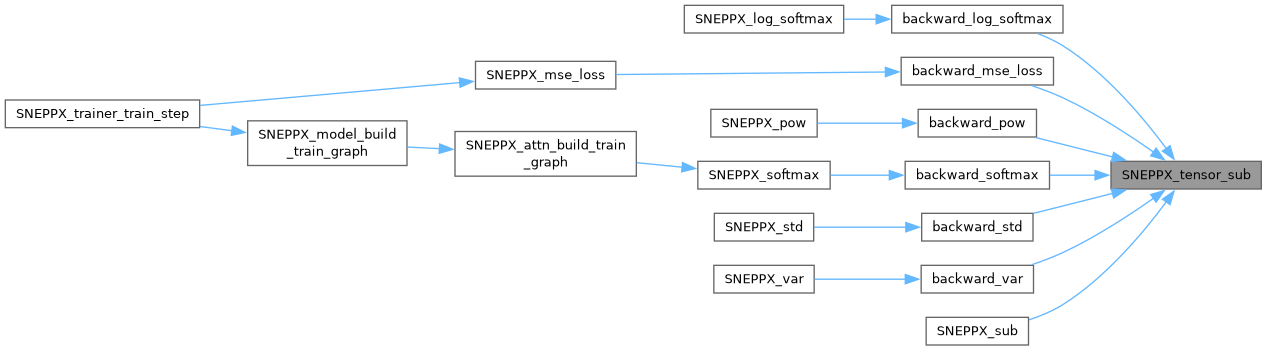 SNEPPX_log_softmax
backward_log_softmax
SNEPPX_mse_loss
backward_mse_loss
SNEPPX_trainer_train_step
SNEPPX_model_build
_train_graph
SNEPPX_attn_build_train
_graph
SNEPPX_pow
backward_pow
SNEPPX_softmax
backward_softmax
SNEPPX_tensor_sub
SNEPPX_std
backward_std
SNEPPX_var
backward_var
SNEPPX_sub